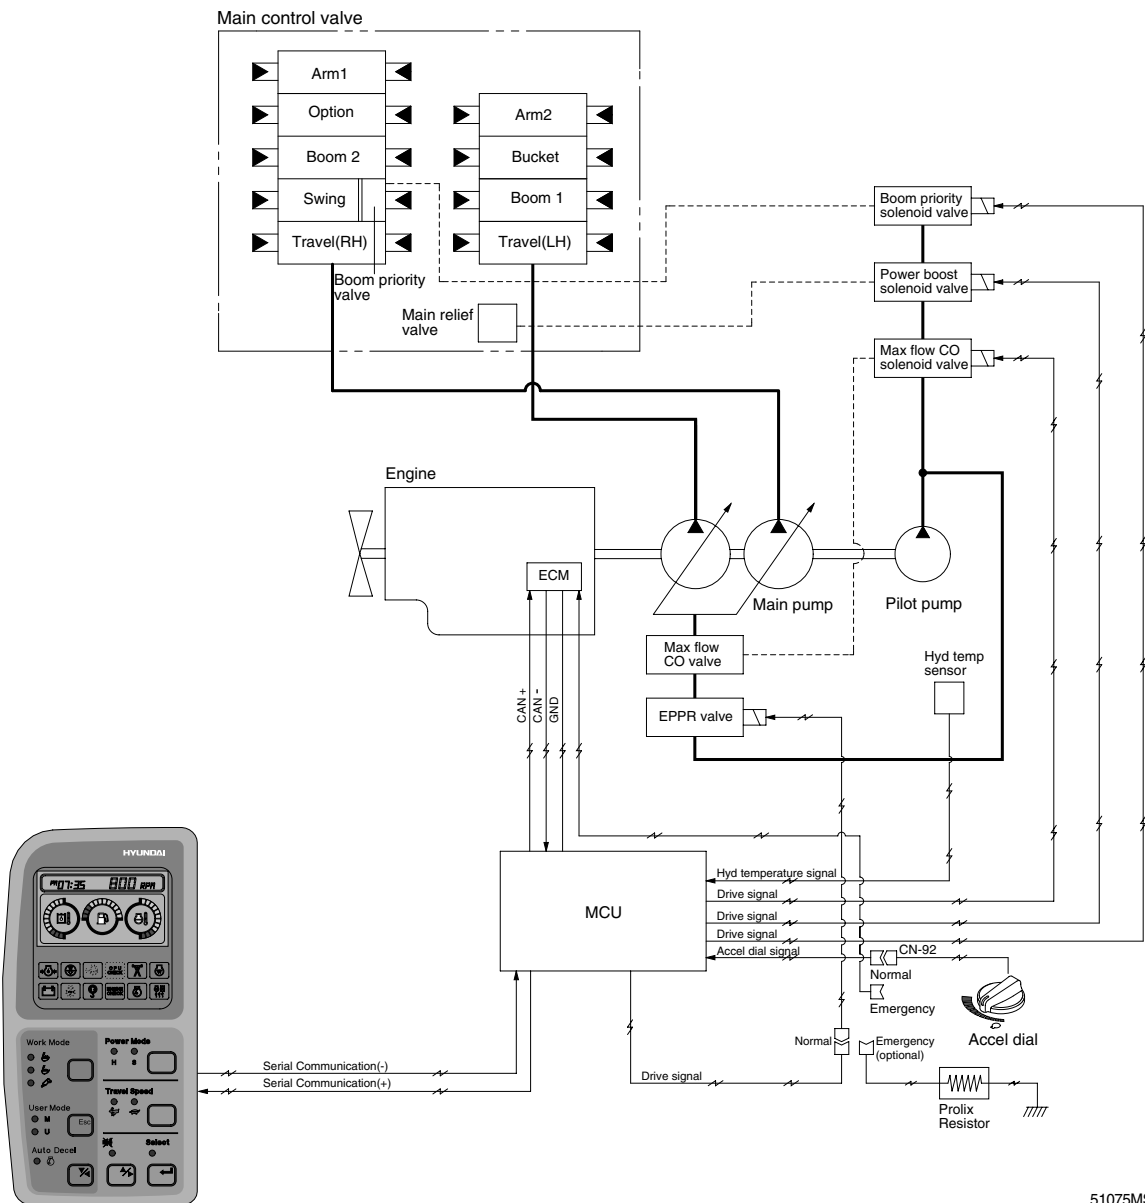 Main control valve
Arm1
Option
Boom 2
Swing
Travel(RH)
Boom priority
valve
Arm2
Bucket
Boom 1
Travel(LH)
Main relief
valve
Boom priority
solenoid valve
Power boost
solenoid valve
Max flow CO
solenoid valve
Engine
ECM
Main pump
Pilot pump
Max flow
CO valve
EPPR valve
Hyd temp
sensor
CAN +
CAN -
GND
MCU
Hyd temperature signal
Drive signal
Drive signal
Drive signal
Accel dial signal
CN-92
Normal
Emergency
Accel dial
Normal
Emergency
(optional)
Drive signal
Prolix
Resistor
Serial Communication(-)
Serial Communication(+)
HYUNDAI
PM 07:35 800 RPM
Work Mode
Power Mode
H S
Travel Speed
User Mode
M
U
Esc
Auto Decel
Select